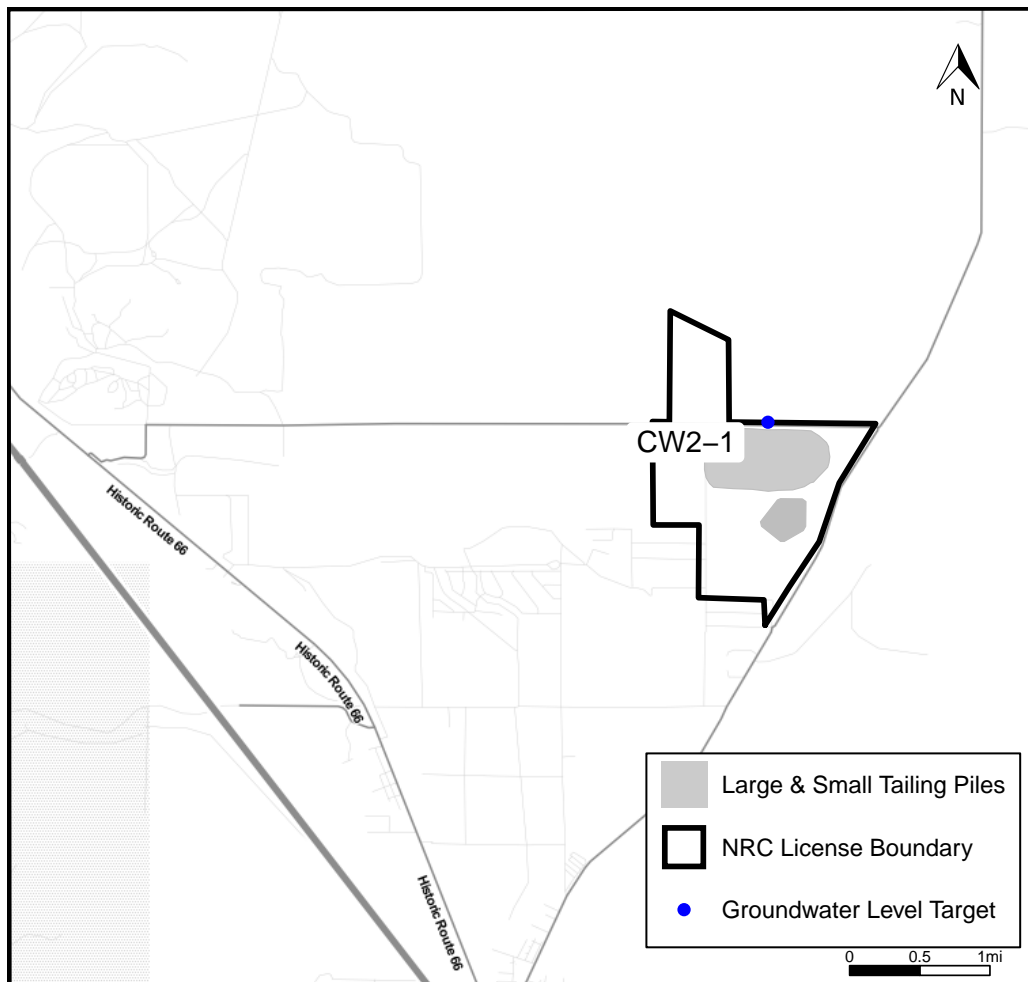 N
CW2–1
Historic Route 66
Historic Route 66
Historic Route 66
Large & Small Tailing Piles
NRC License Boundary
Groundwater Level Target
0 0.5 1mi